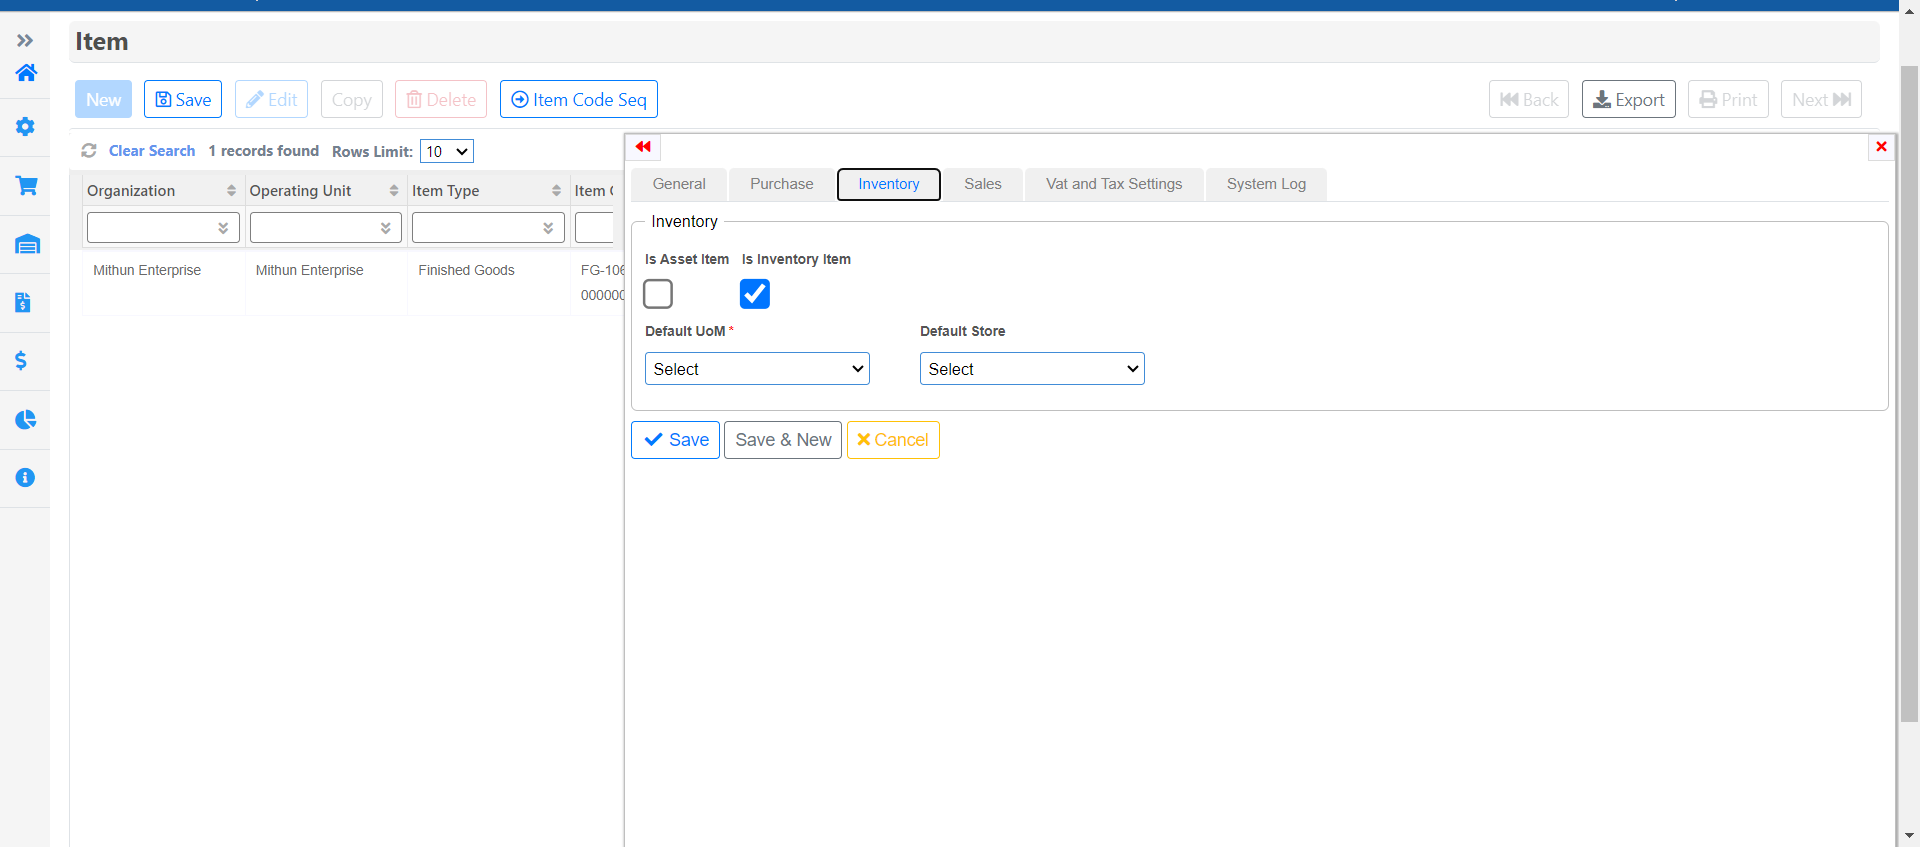 Item
New Save Edit Copy Delete Item Code Seq Back Export Print Next
Clear Search 1 records found Rows Limit: 10
Organization Operating Unit Item Type Item
Mithun Enterprise Mithun Enterprise Finished Goods FG-106
000000
General Purchase Inventory Sales Vat and Tax Settings System Log
Inventory
Is Asset Item Is Inventory Item
Default UoM * Default Store
Select Select
Save Save & New Cancel